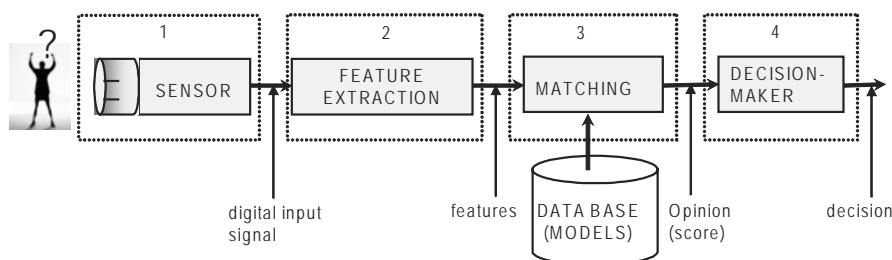 ?
1
2
3
4
SENSOR
FEATURE
EXTRACTION
MATCHING
DECISION-
MAKER
digital input
signal
features
DATA BASE
(MODELS)
Opinion
(score)
decision